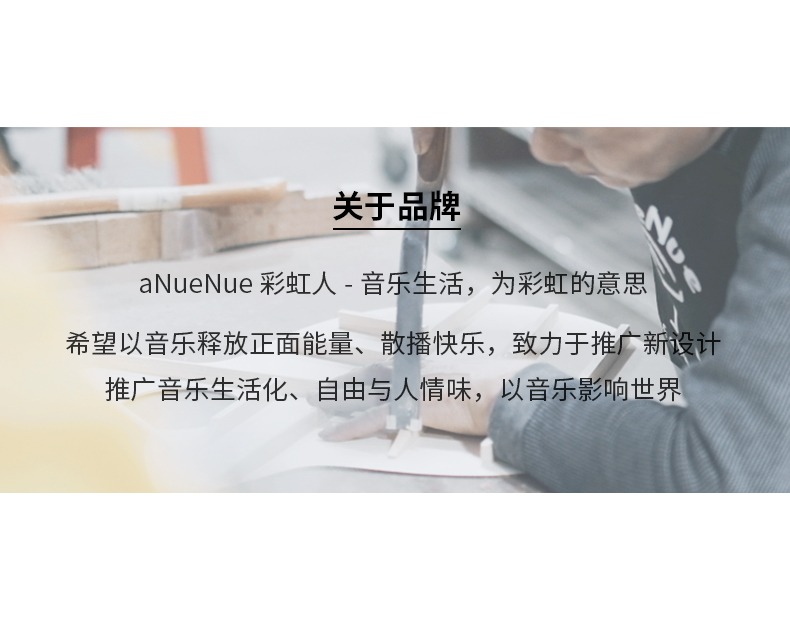 关于品牌
aNueNue 彩虹人 - 音乐生活，为彩虹的意思
希望以音乐释放正面能量、散播快乐，致力于推广新设计
推广音乐生活化、自由与人情味，以音乐影响世界